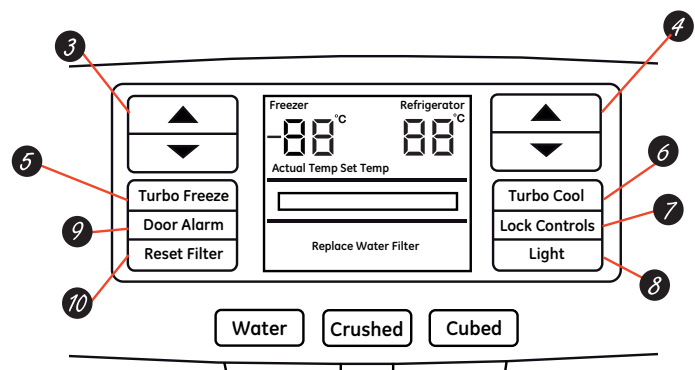 3
4
Freezer Refrigerator
-88°C 88°C
Actual Temp Set Temp
5
Turbo Freeze
Turbo Cool
6
9
Door Alarm
Lock Controls
7
10
Reset Filter
Replace Water Filter
Light
8
Water Crushed Cubed